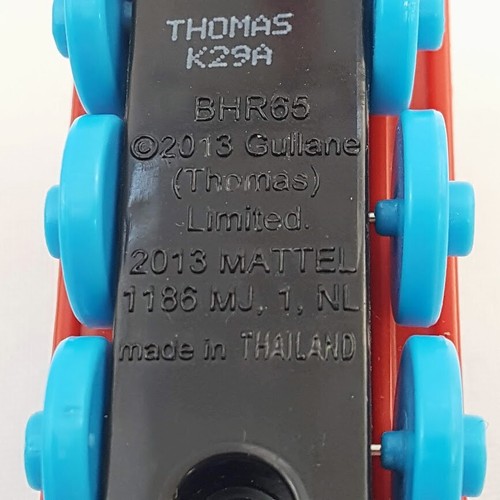 THOMAS
K29A
BHR65
©2013 Gullane
(Thomas)
Limited.
2013 MATTEL
1186 MJ, 1, NL
made in THAILAND